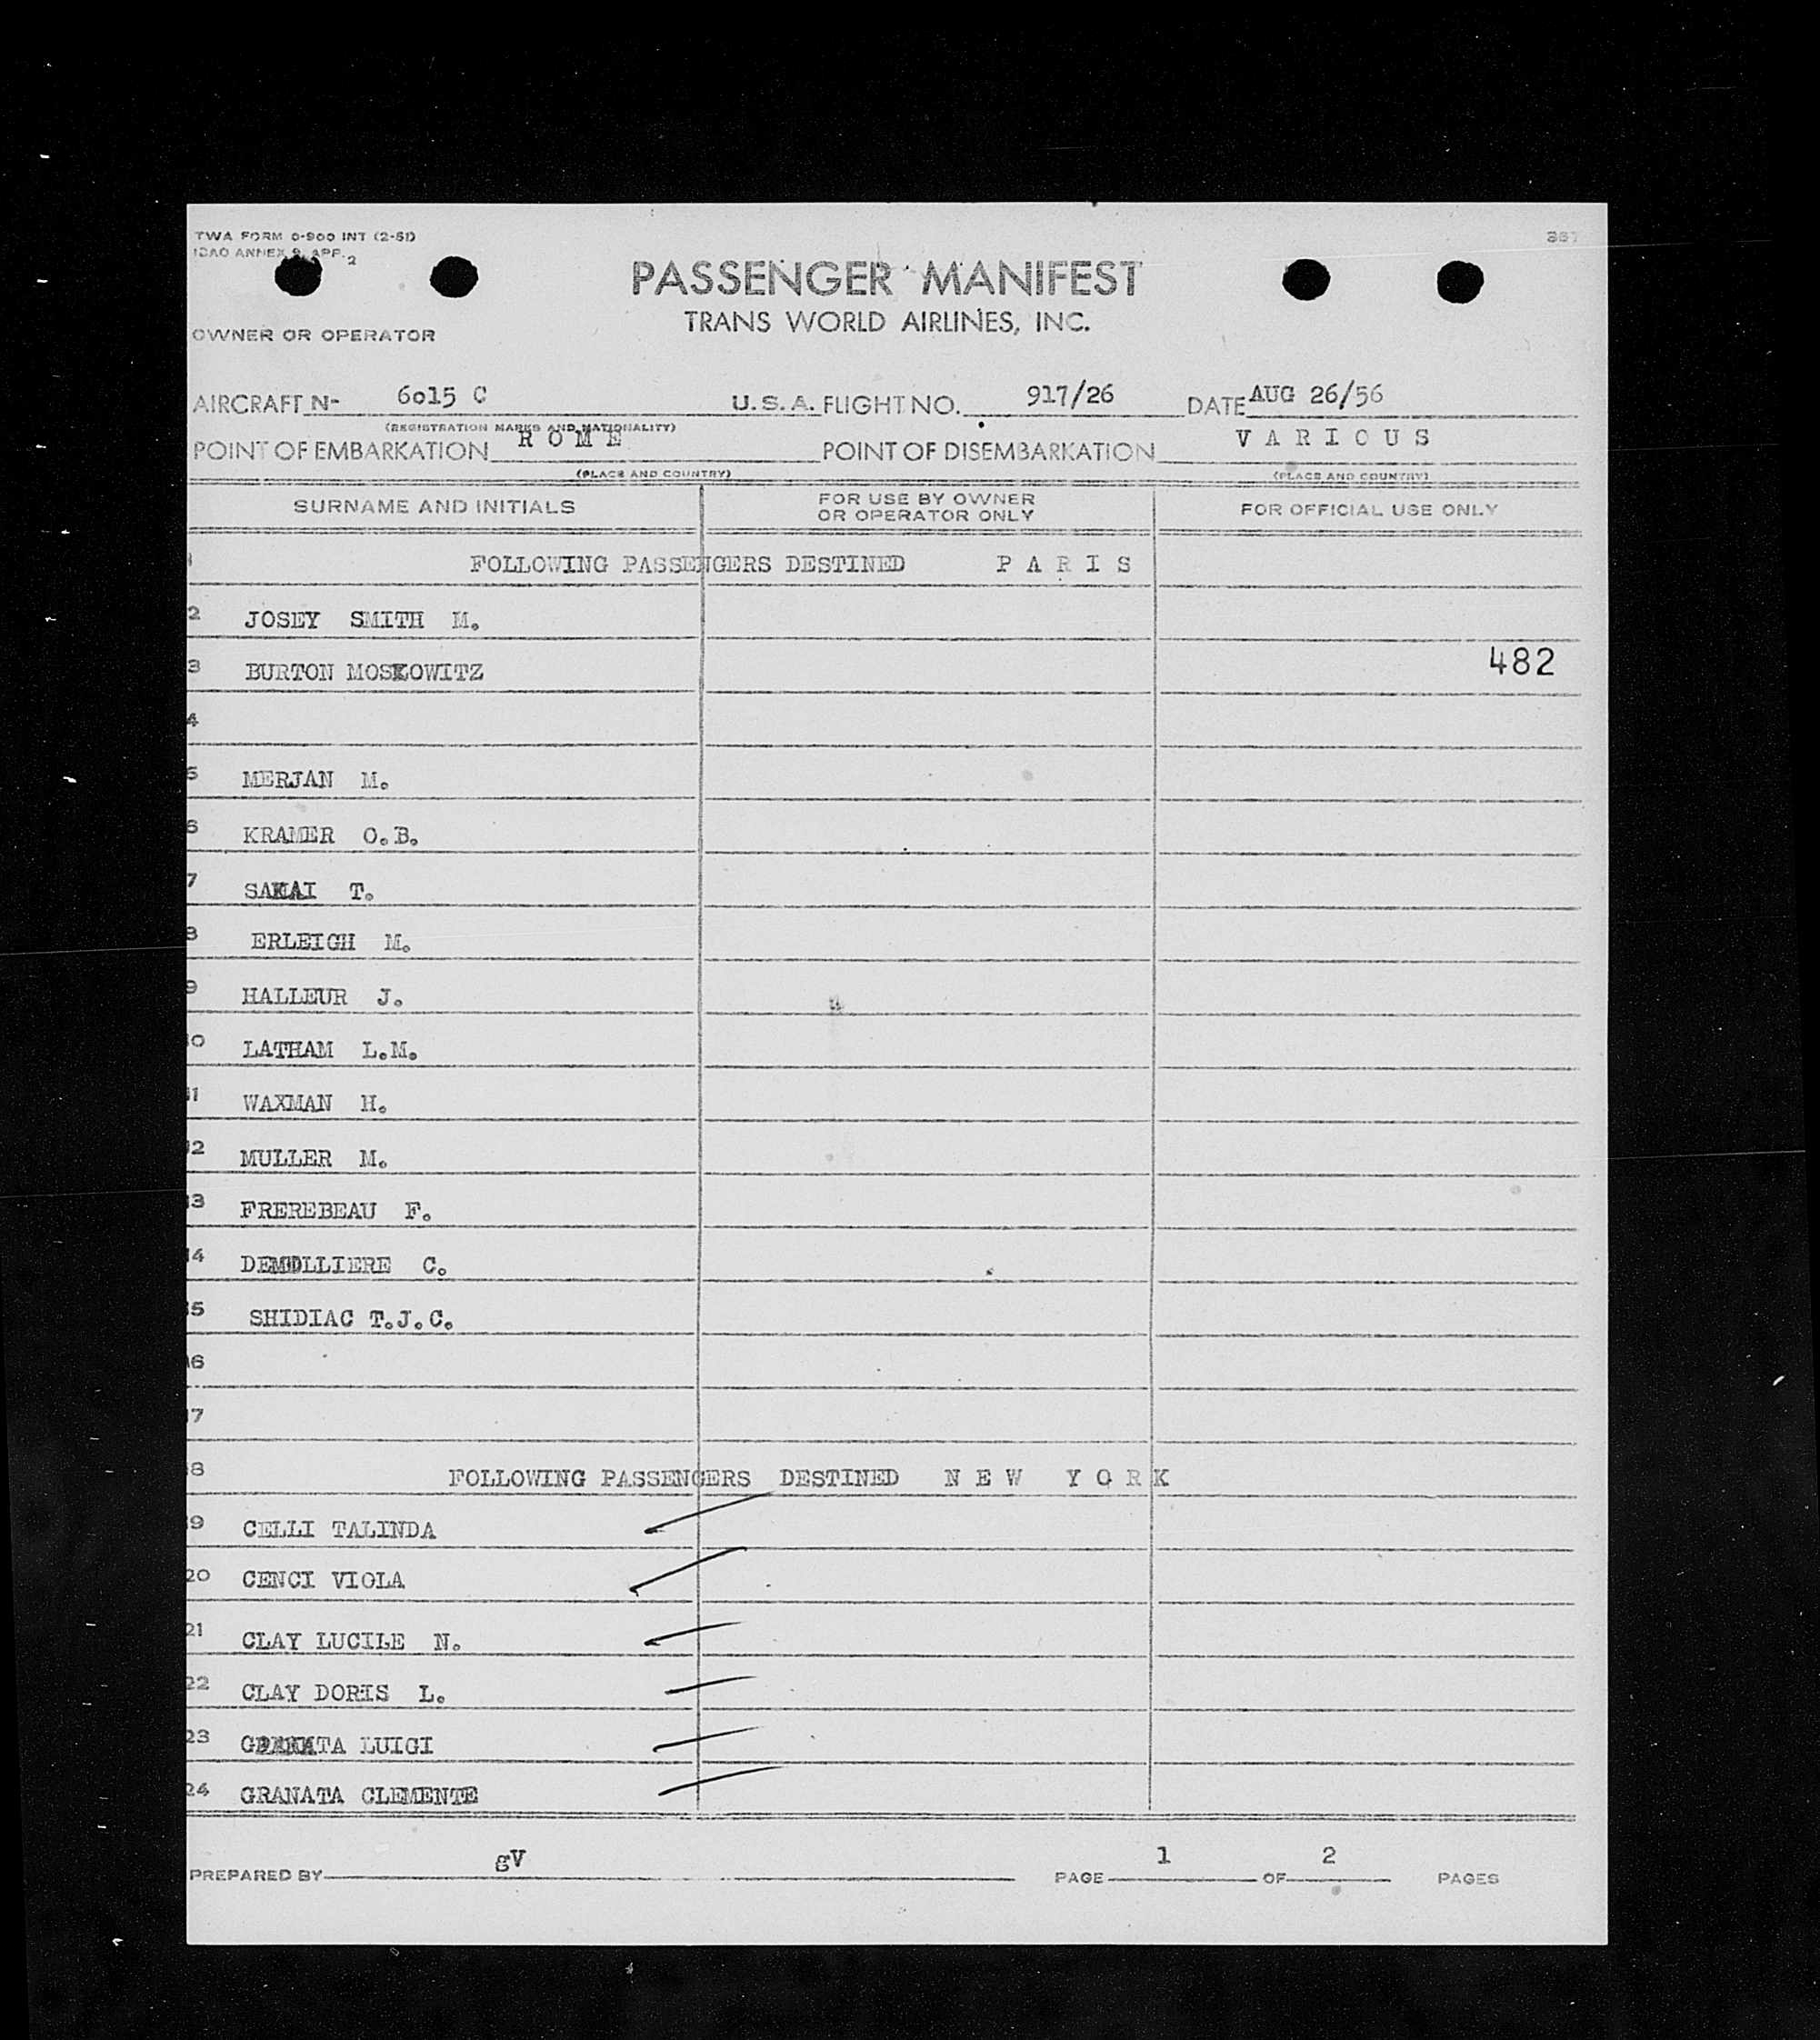 TWA FORM 0-900 INT (2-51)
ICAO ANNEX 9, APP. 2
PASSENGER MANIFEST
TRANS WORLD AIRLINES, INC.
OWNER OR OPERATOR
AIRCRAFT N- 6015 C U.S.A. FLIGHT NO. 917/26 DATE AUG 26/56
(REGISTRATION MARKS AND NATIONALITY)
POINT OF EMBARKATION R O M E POINT OF DISEMBARKATION V A R I O U S
(PLACE AND COUNTRY) (PLACE AND COUNTRY)
SURNAME AND INITIALS FOR USE BY OWNER OR OPERATOR ONLY FOR OFFICIAL USE ONLY
1 FOLLOWING PASSENGERS DESTINED P A R I S
2 JOSEY SMITH M.
3 BURTON MOSKOWITZ 482
4
5 MERJAN M.
6 KRAMER O.B.
7 SAKAI T.
8 ERLEIGH M.
9 HALLEUR J.
10 LATHAM L.M.
11 WAXMAN H.
12 MULLER M.
13 FREREBEAU F.
14 DEMOLLIERE C.
15 SHIDIAC T.J.C.
16
17
18 FOLLOWING PASSENGERS DESTINED N E W Y O R K
19 CELLI TALINDA
20 CENCI VIOLA
21 CLAY LUCILE N.
22 CLAY DORIS L.
23 GRANATA LUIGI
24 GRANATA CLEMENTE
PREPARED BY gV PAGE 1 OF 2 PAGES